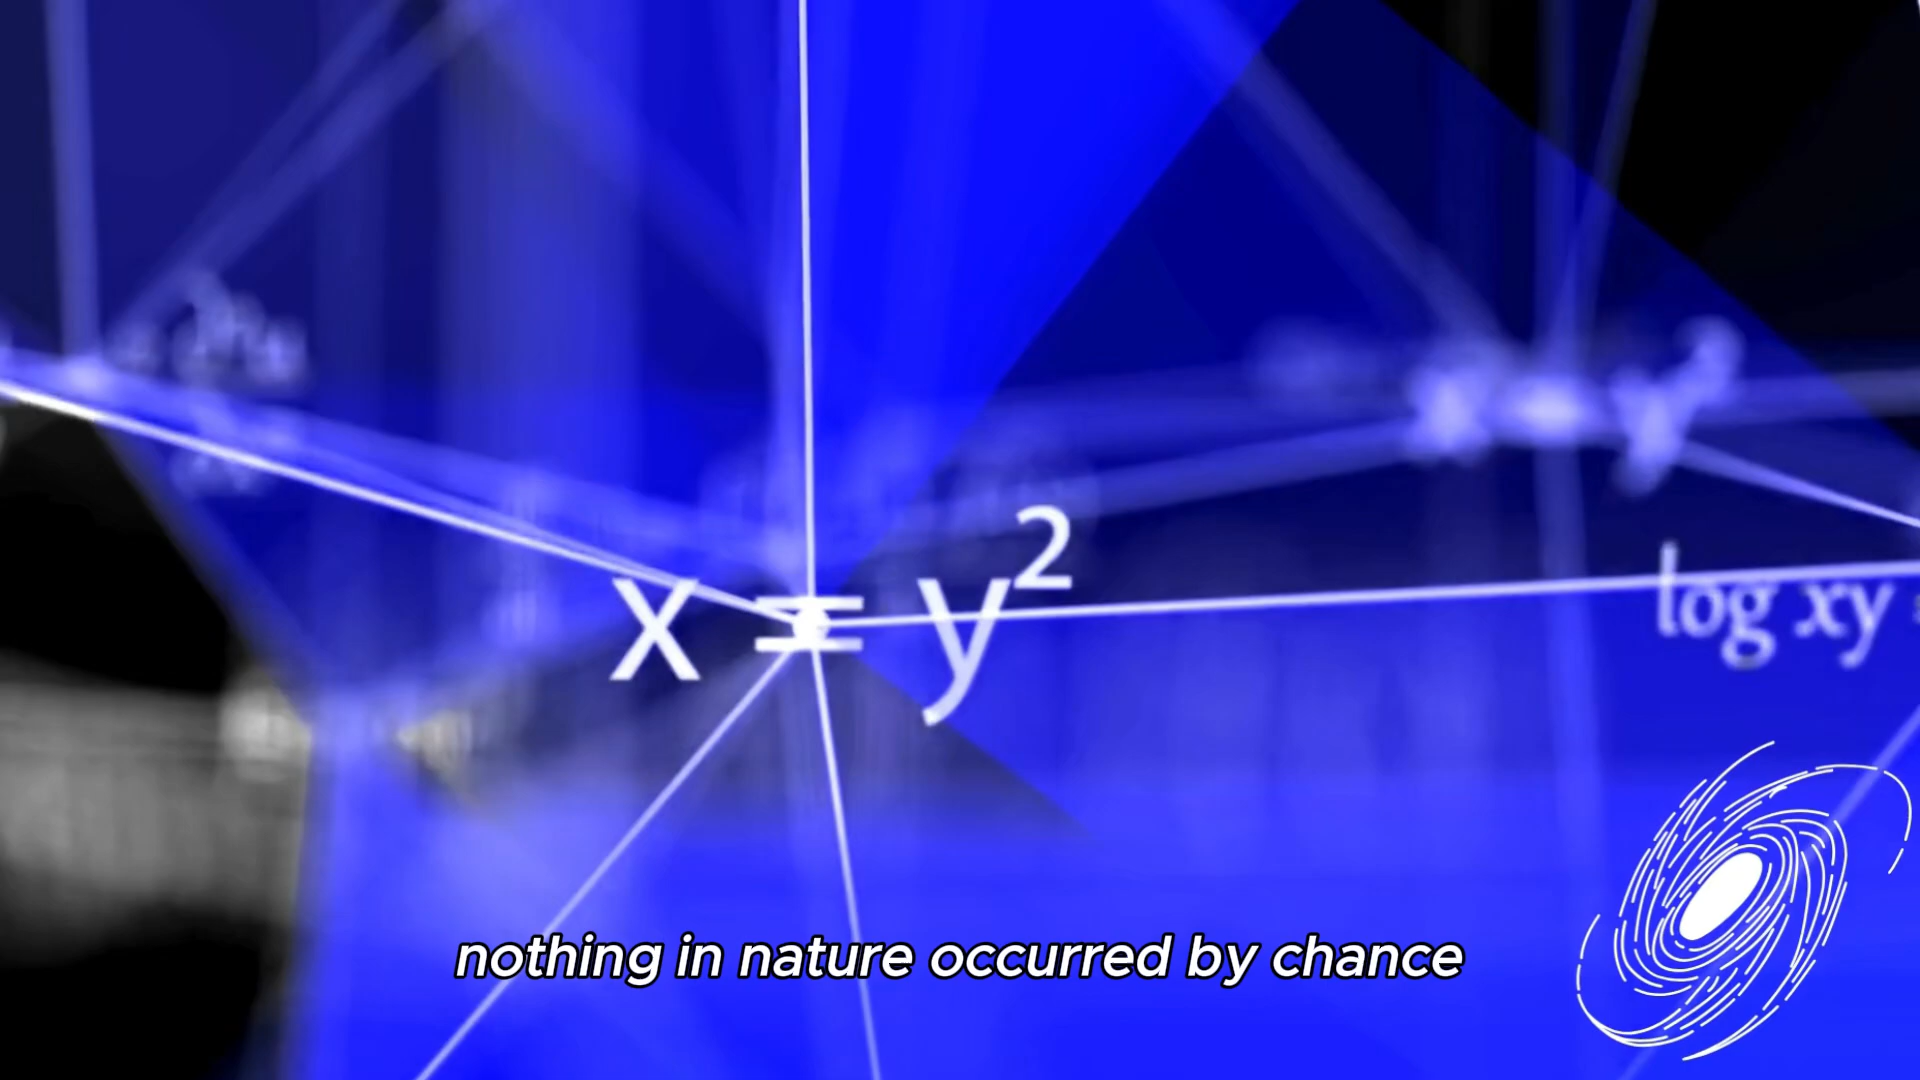 x = y²
log xy =
nothing in nature occurred by chance